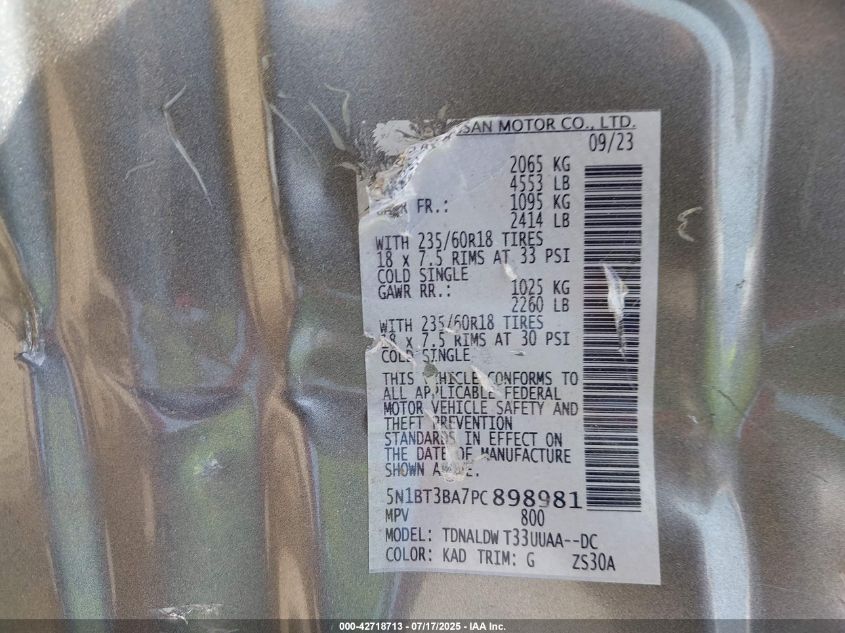 MOTOR CO., LTD.
09/23
2065 KG
4553 LB
FR.: 1095 KG
2414 LB
WITH 235/60R18 TIRES
18 x 7.5 RIMS AT 33 PSI
COLD SINGLE
GAWR RR.: 1025 KG
2260 LB
WITH 235/60R18 TIRES
18 x 7.5 RIMS AT 30 PSI
COLD SINGLE
THIS VEHICLE CONFORMS TO
ALL APPLICABLE FEDERAL
MOTOR VEHICLE SAFETY AND
THEFT PREVENTION
STANDARDS IN EFFECT ON
THE DATE OF MANUFACTURE
SHOWN
5N1BT3BA7PC898981
MPV 800
MODEL: TDNALDW T33UUAA--DC
COLOR: KAD TRIM: G ZS30A
000-42718713 - 07/17/2025 - IAA Inc.